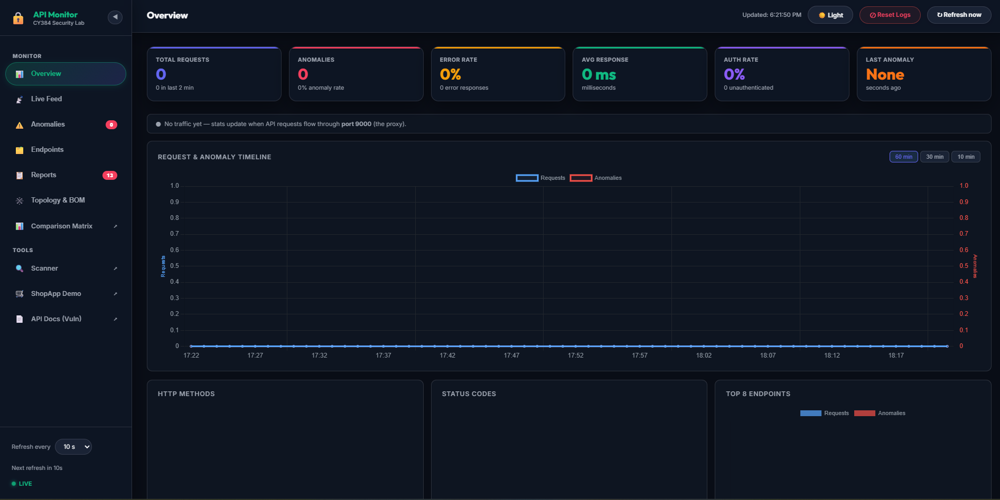 API Monitor
CY384 Security Lab
MONITOR
Overview
Live Feed
Anomalies 0
Endpoints
Reports 13
Topology & BOM
Comparison Matrix ↗
TOOLS
Scanner ↗
ShopApp Demo ↗
API Docs (Vuln) ↗
Refresh every 10 s
Next refresh in 10s
LIVE
Overview
Updated: 6:21:50 PM Light Reset Logs ↻ Refresh now
TOTAL REQUESTS
0
0 in last 2 min
ANOMALIES
0
0% anomaly rate
ERROR RATE
0%
0 error responses
AVG RESPONSE
0 ms
milliseconds
AUTH RATE
0%
0 unauthenticated
LAST ANOMALY
None
seconds ago
No traffic yet — stats update when API requests flow through port 9000 (the proxy).
REQUEST & ANOMALY TIMELINE
60 min 30 min 10 min
Requests Anomalies
1.0 1.0
0.9 0.9
0.8 0.8
0.7 0.7
0.6 0.6
0.5 0.5
0.4 0.4
0.3 0.3
0.2 0.2
0.1 0.1
0 0
Requests
Anomalies
17:22 17:27 17:32 17:37 17:42 17:47 17:52 17:57 18:02 18:07 18:12 18:17
HTTP METHODS
STATUS CODES
TOP 8 ENDPOINTS
Requests Anomalies